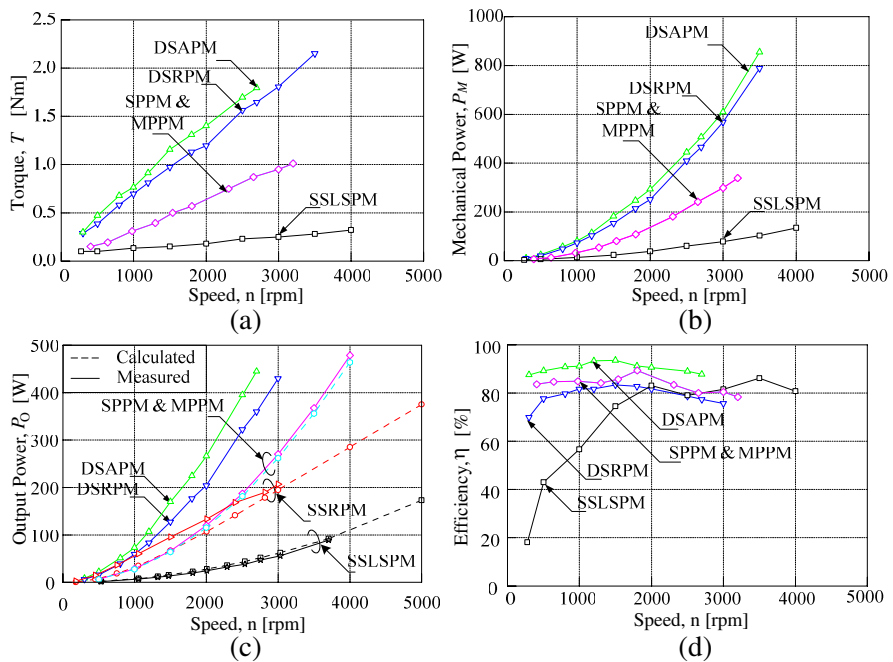 2.5
2.0
1.5
1.0
0.5
0.0
Torque, T [Nm]
DSAPM
DSRPM
SPPM &
MPPM
SSLSPM
0 1000 2000 3000 4000 5000
Speed, n [rpm]
(a)
1000
800
600
400
200
0
Mechanical Power, P_M [W]
DSAPM
DSRPM
SPPM &
MPPM
SSLSPM
0 1000 2000 3000 4000 5000
Speed, n [rpm]
(b)
500
400
300
200
100
0
Output Power, P_O [W]
Calculated
Measured
SPPM & MPPM
DSAPM
DSRPM
SSRPM
SSLSPM
0 1000 2000 3000 4000 5000
Speed, n [rpm]
(c)
100
80
60
40
20
0
Efficiency, η [%]
DSAPM
SPPM & MPPM
DSRPM
SSLSPM
0 1000 2000 3000 4000 5000
Speed, n [rpm]
(d)